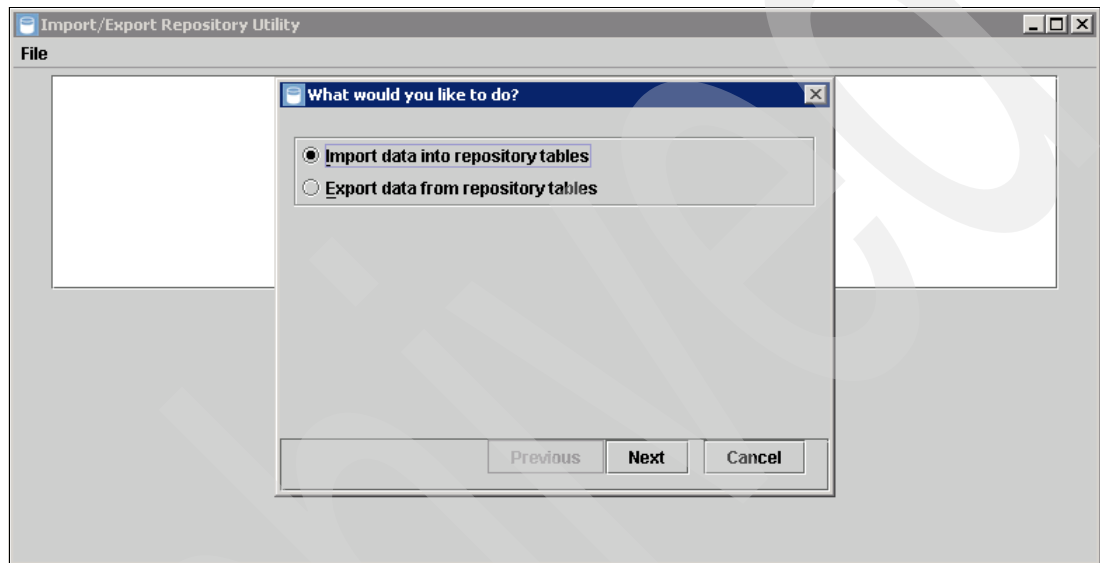 Import/Export Repository Utility
File
What would you like to do?
Import data into repository tables
Export data from repository tables
Previous Next Cancel